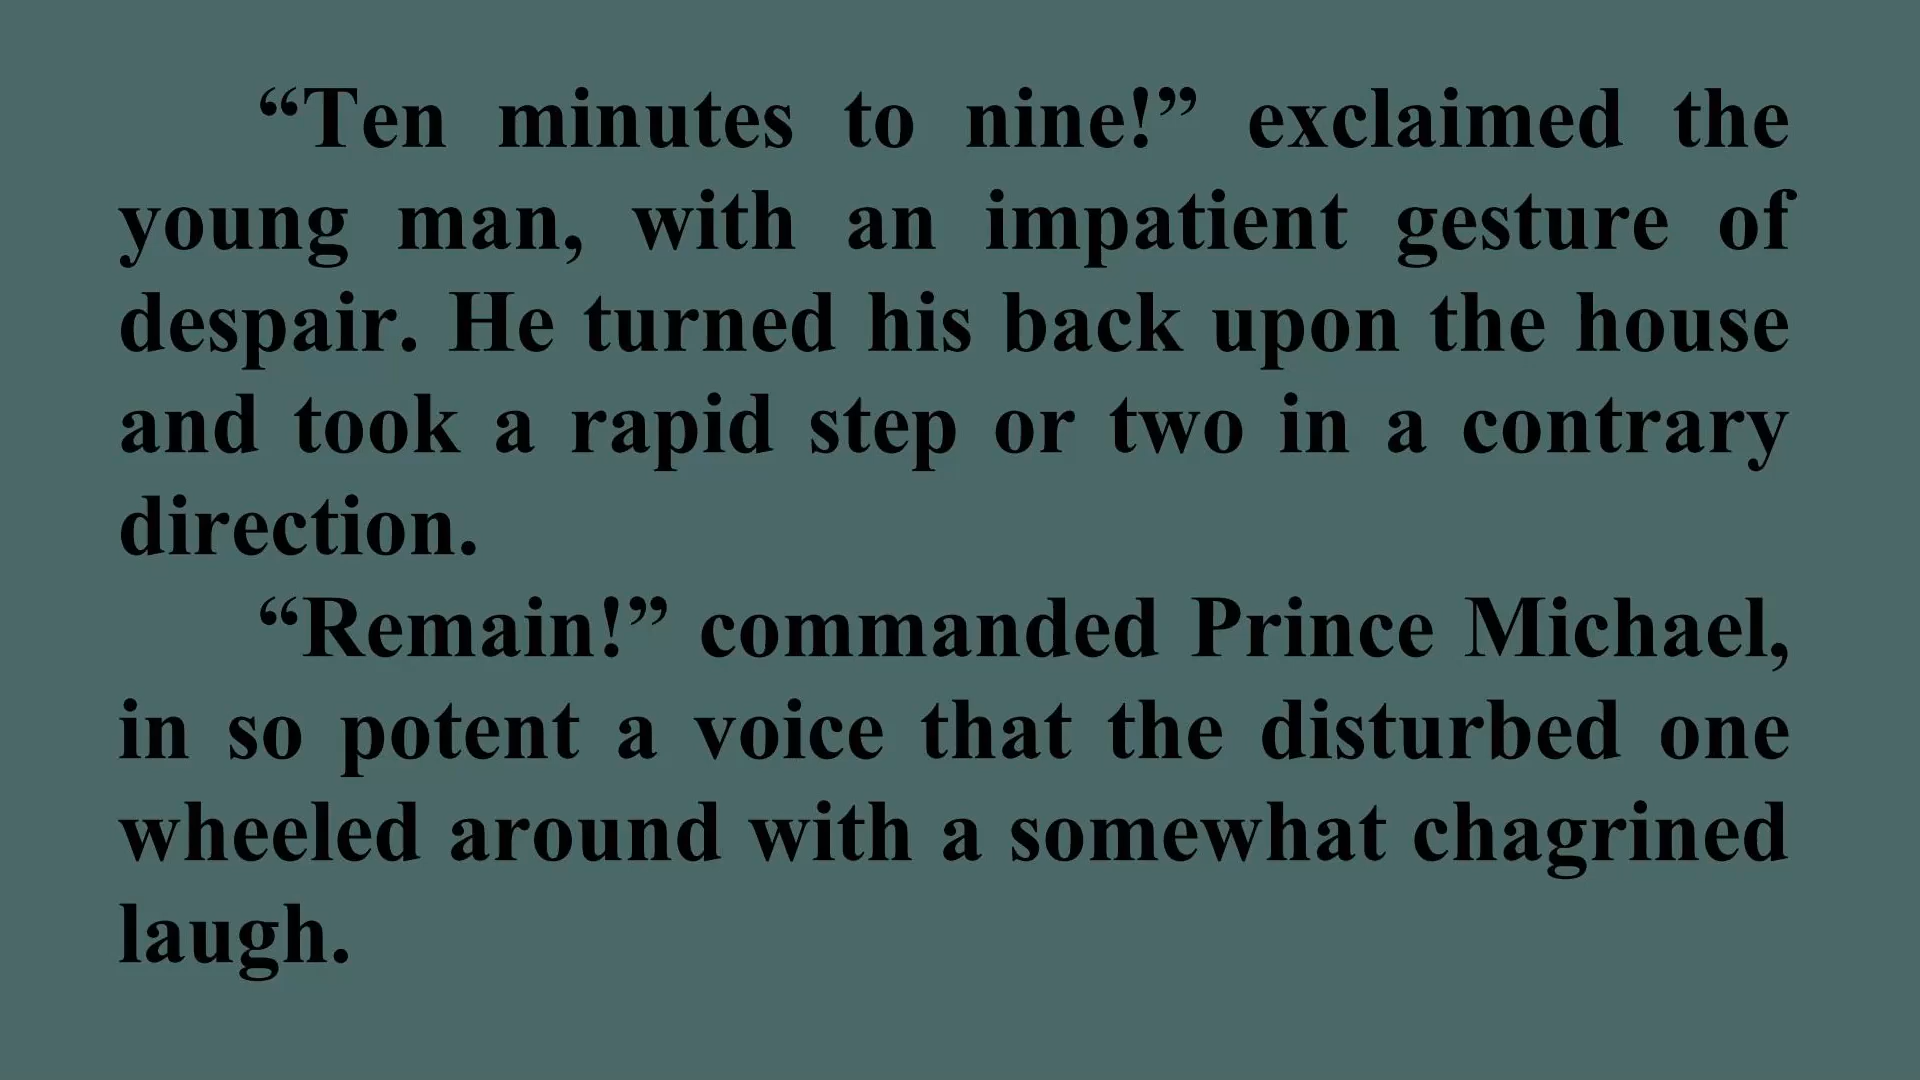 “Ten minutes to nine!” exclaimed the
young man, with an impatient gesture of
despair. He turned his back upon the house
and took a rapid step or two in a contrary
direction.
“Remain!” commanded Prince Michael,
in so potent a voice that the disturbed one
wheeled around with a somewhat chagrined
laugh.